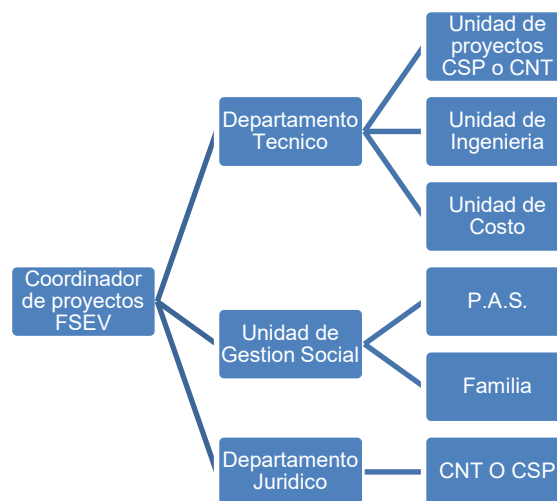 Coordinador
de proyectos
FSEV
Departamento
Tecnico
Unidad de
proyectos
CSP o CNT
Unidad de
Ingenieria
Unidad de
Costo
Unidad de
Gestion Social
P.A.S.
Familia
Departamento
Juridico
CNT O CSP